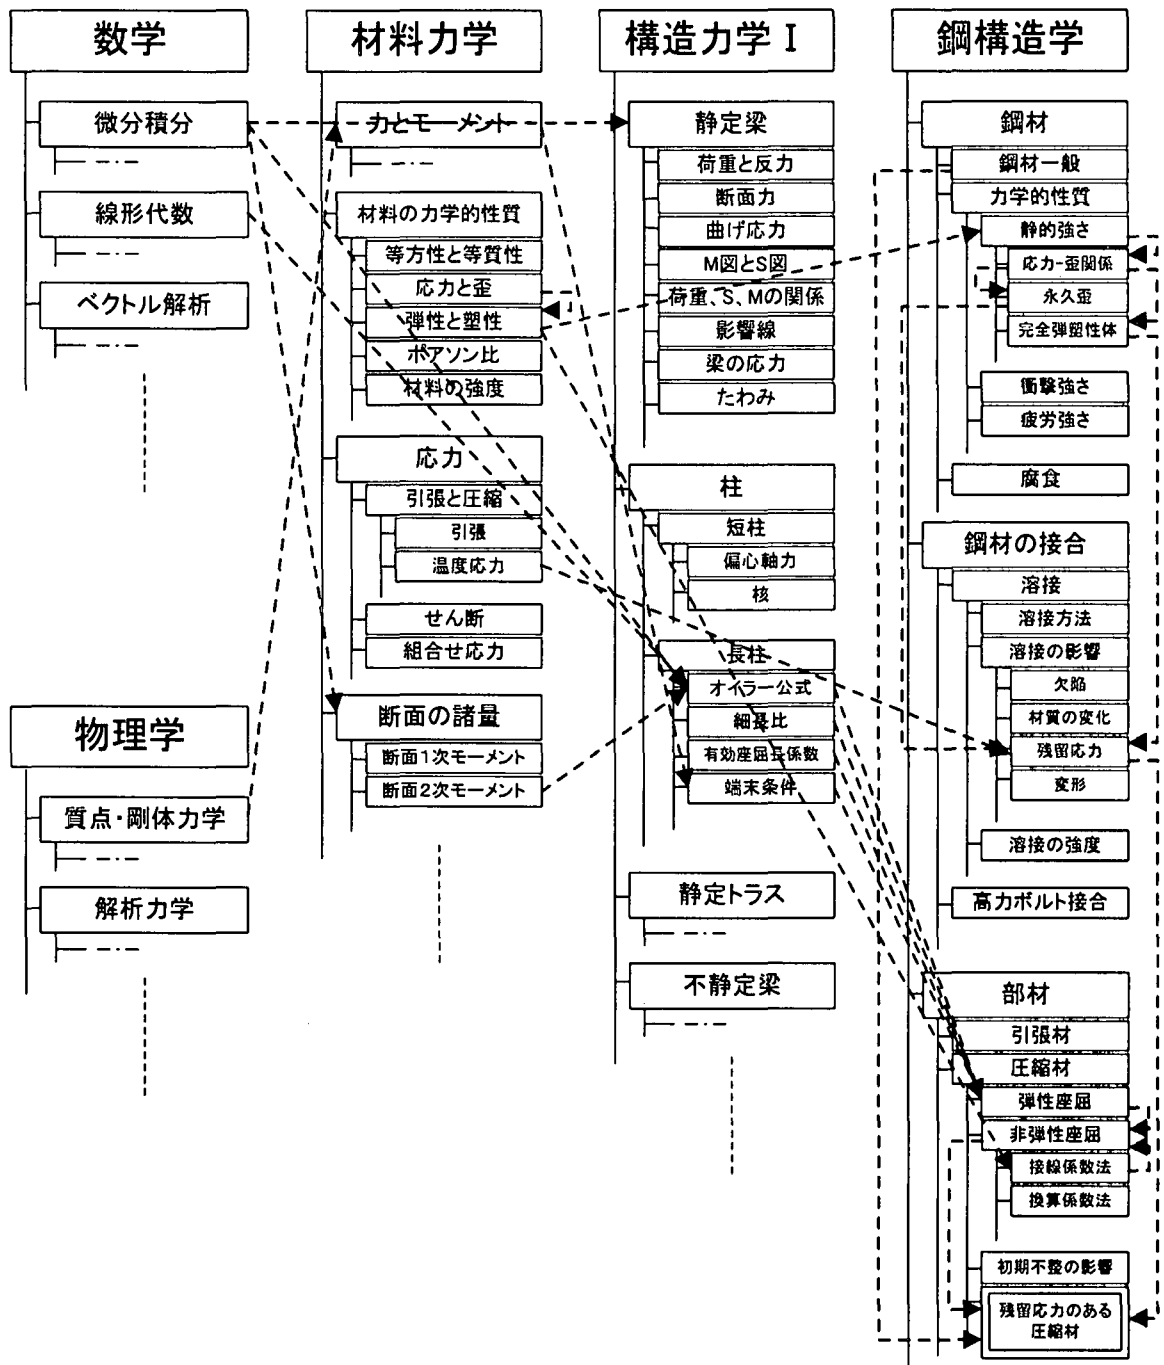 数学
微分積分
線形代数
ベクトル解析
物理学
質点・剛体力学
解析力学
材料力学
力とモーメント
材料の力学的性質
等方性と等質性
応力と歪
弾性と塑性
ポアソン比
材料の強度
応力
引張と圧縮
引張
温度応力
せん断
組合せ応力
断面の諸量
断面1次モーメント
断面2次モーメント
構造力学 I
静定梁
荷重と反力
断面力
曲げ応力
M図とS図
荷重、S、Mの関係
影響線
梁の応力
たわみ
柱
短柱
偏心軸力
核
長柱
オイラー公式
細長比
有効座屈長係数
端末条件
静定トラス
不静定梁
鋼構造学
鋼材
鋼材一般
力学的性質
静的強さ
応力-歪関係
永久歪
完全弾塑性体
衝撃強さ
疲労強さ
腐食
鋼材の接合
溶接
溶接方法
溶接の影響
欠陥
材質の変化
残留応力
変形
溶接の強度
高力ボルト接合
部材
引張材
圧縮材
弾性座屈
非弾性座屈
接線係数法
換算係数法
初期不整の影響
残留応力のある
圧縮材